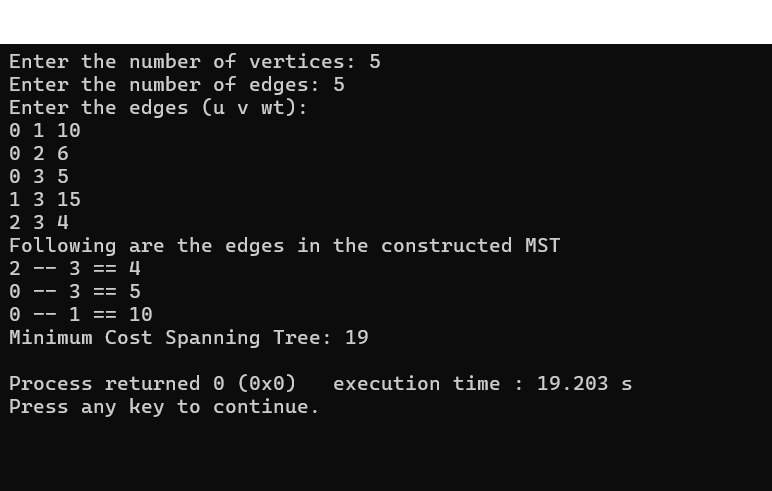 Enter the number of vertices: 5
Enter the number of edges: 5
Enter the edges (u v wt):
0 1 10
0 2 6
0 3 5
1 3 15
2 3 4
Following are the edges in the constructed MST
2 -- 3 == 4
0 -- 3 == 5
0 -- 1 == 10
Minimum Cost Spanning Tree: 19
Process returned 0 (0x0)   execution time : 19.203 s
Press any key to continue.